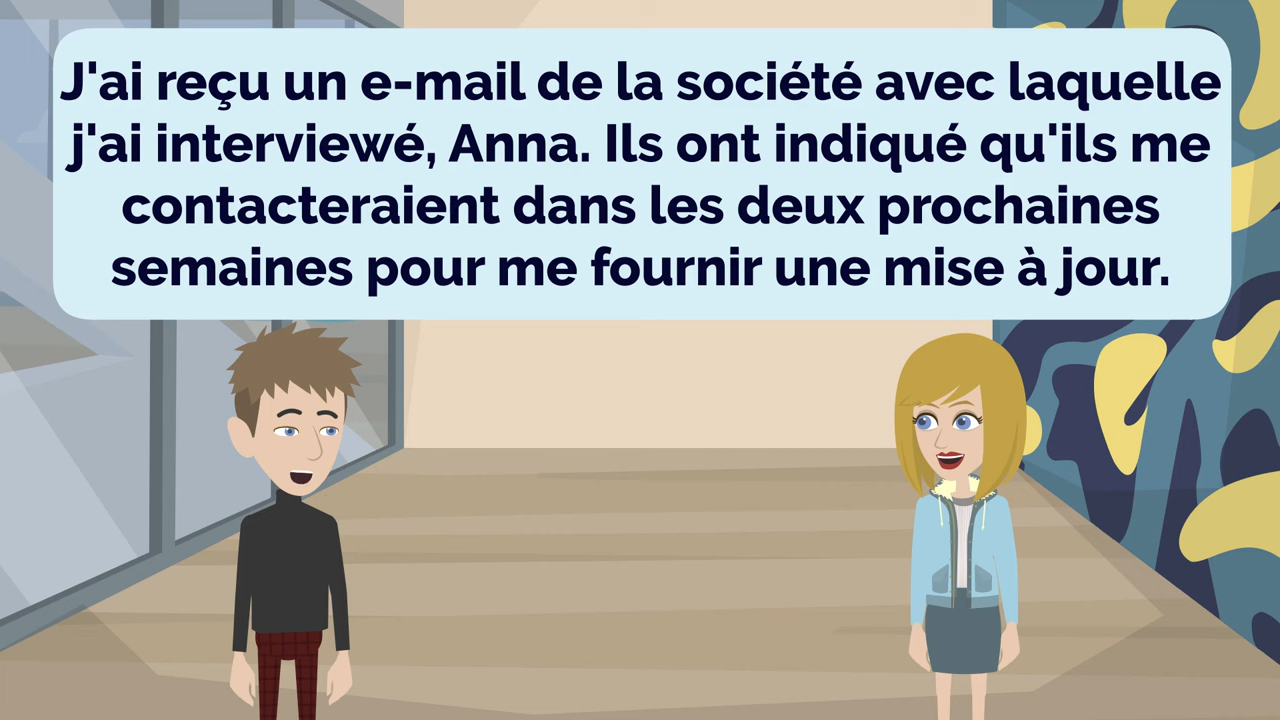 J'ai reçu un e-mail de la société avec laquelle
j'ai interviewé, Anna. Ils ont indiqué qu'ils me
contacteraient dans les deux prochaines
semaines pour me fournir une mise à jour.